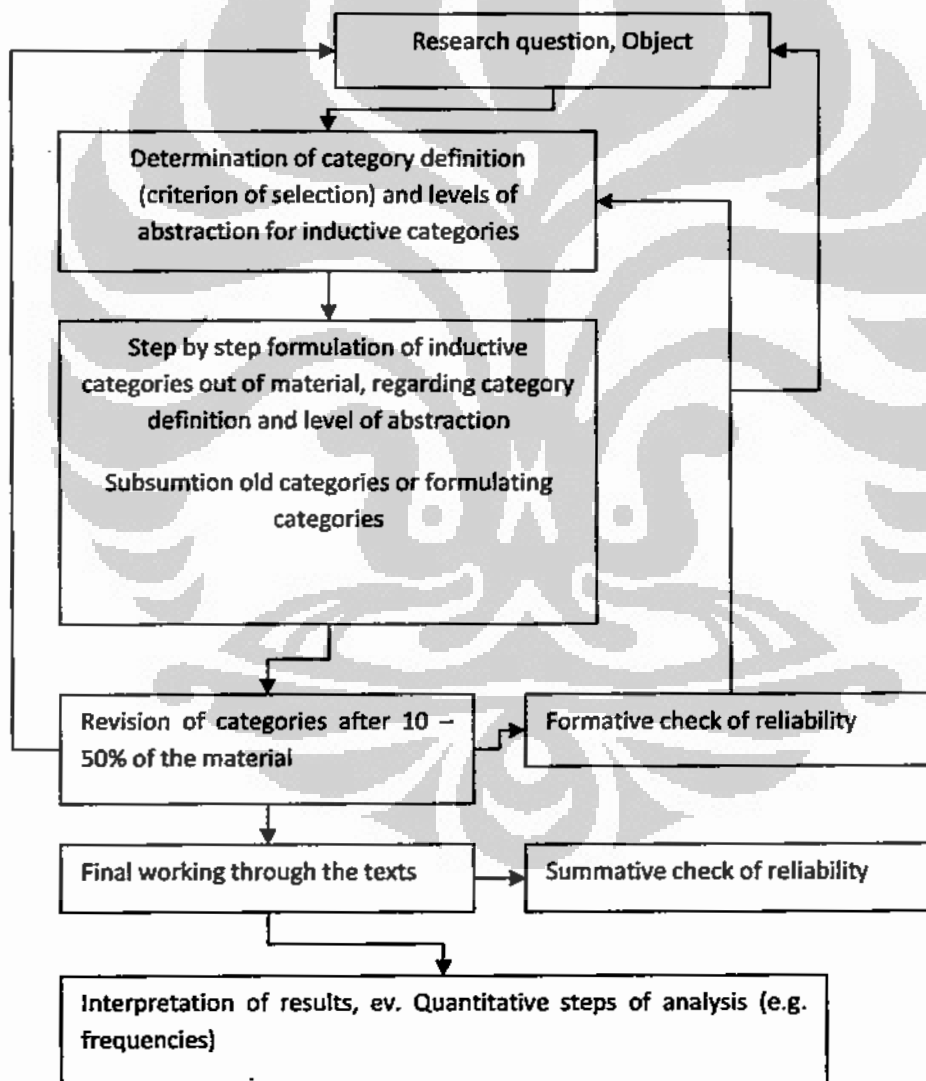 Research question, Object
Determination of category definition
(criterion of selection) and levels of
abstraction for inductive categories
Step by step formulation of inductive
categories out of material, regarding category
definition and level of abstraction
Subsumtion old categories or formulating
categories
Revision of categories after 10 –
50% of the material
Formative check of reliability
Final working through the texts
Summative check of reliability
Interpretation of results, ev. Quantitative steps of analysis (e.g.
frequencies)